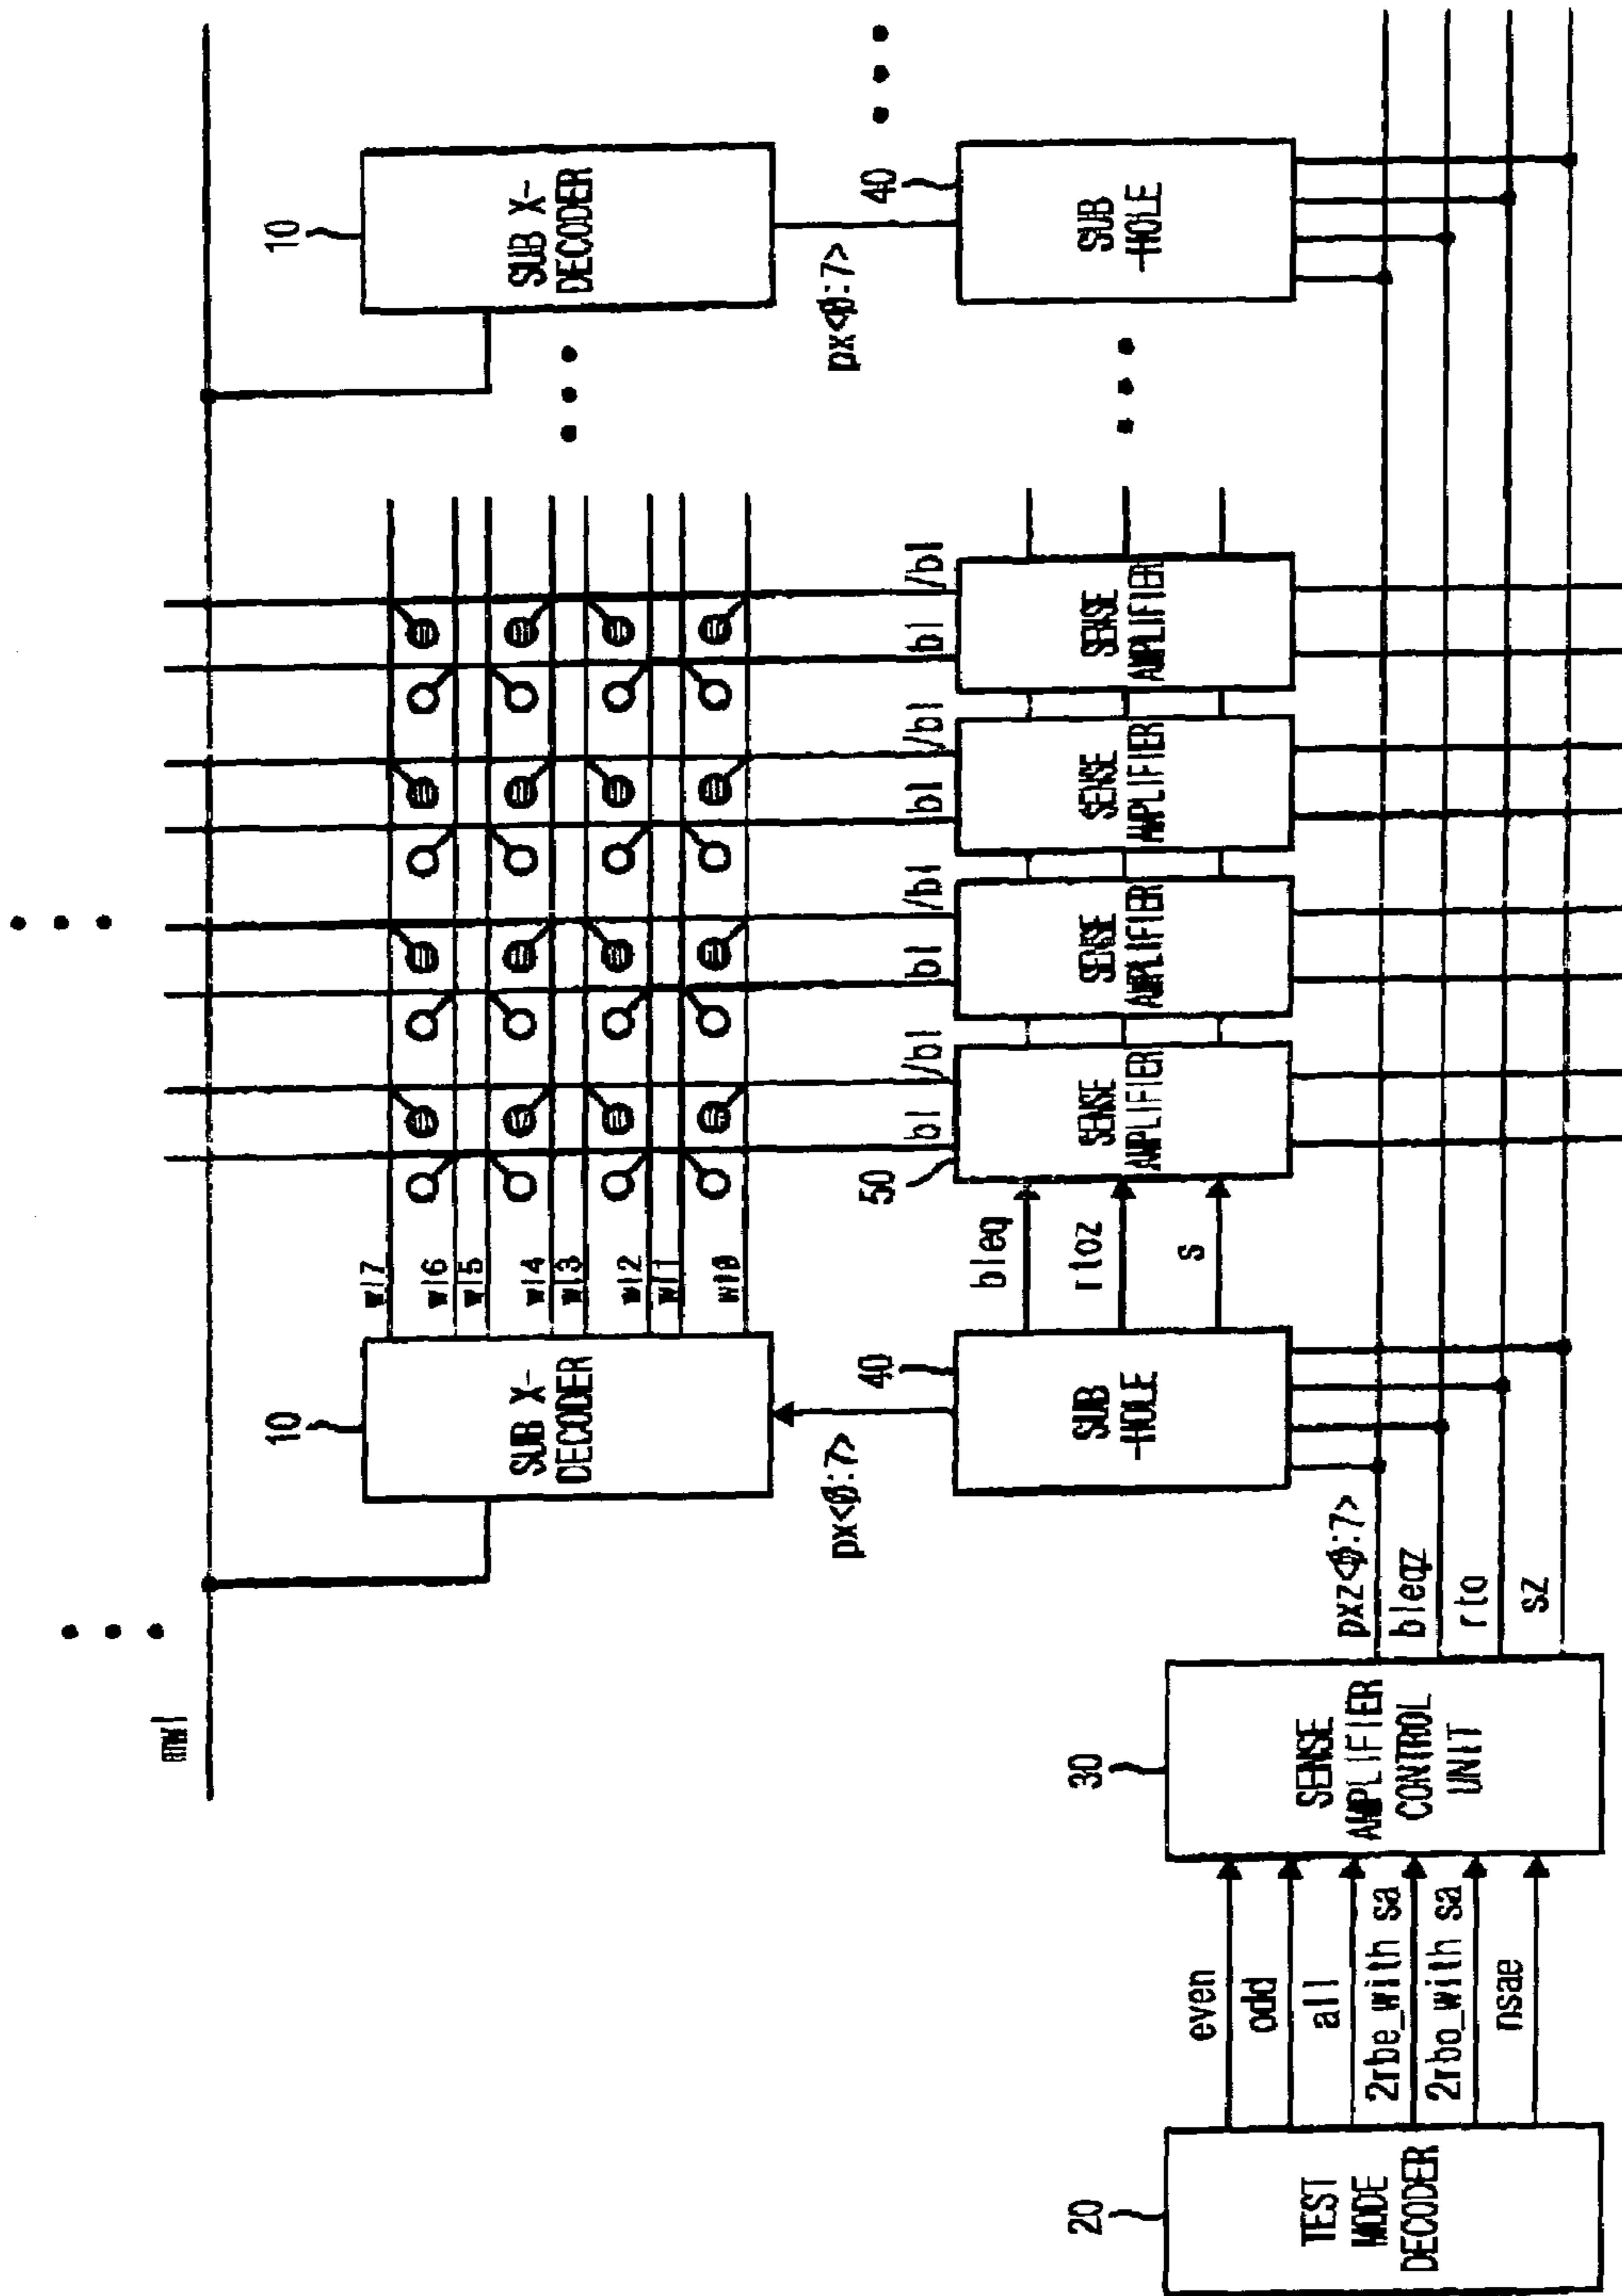 mwl
10
SUB X-
DECODER
10
SUB X-
DECODER
wl7
wl6
wl5
wl4
wl3
wl2
wl1
wl0
px<0:7>
px<0:7>
bl
/bl
bl
/bl
bl
/bl
bl
/bl
40
SUB
-HOLE
bleq
rtoz
s
50
SENSE
AMPLIFIER
SENSE
AMPLIFIER
SENSE
AMPLIFIER
SENSE
AMPLIFIER
40
SUB
-HOLE
20
TEST
MODE
DECODER
even
odd
all
2rbe_with sa
2rbo_with sa
nsae
30
SENSE
AMPLIFIER
CONTROL
UNIT
pxz<0:7>
bleqz
rto
sz